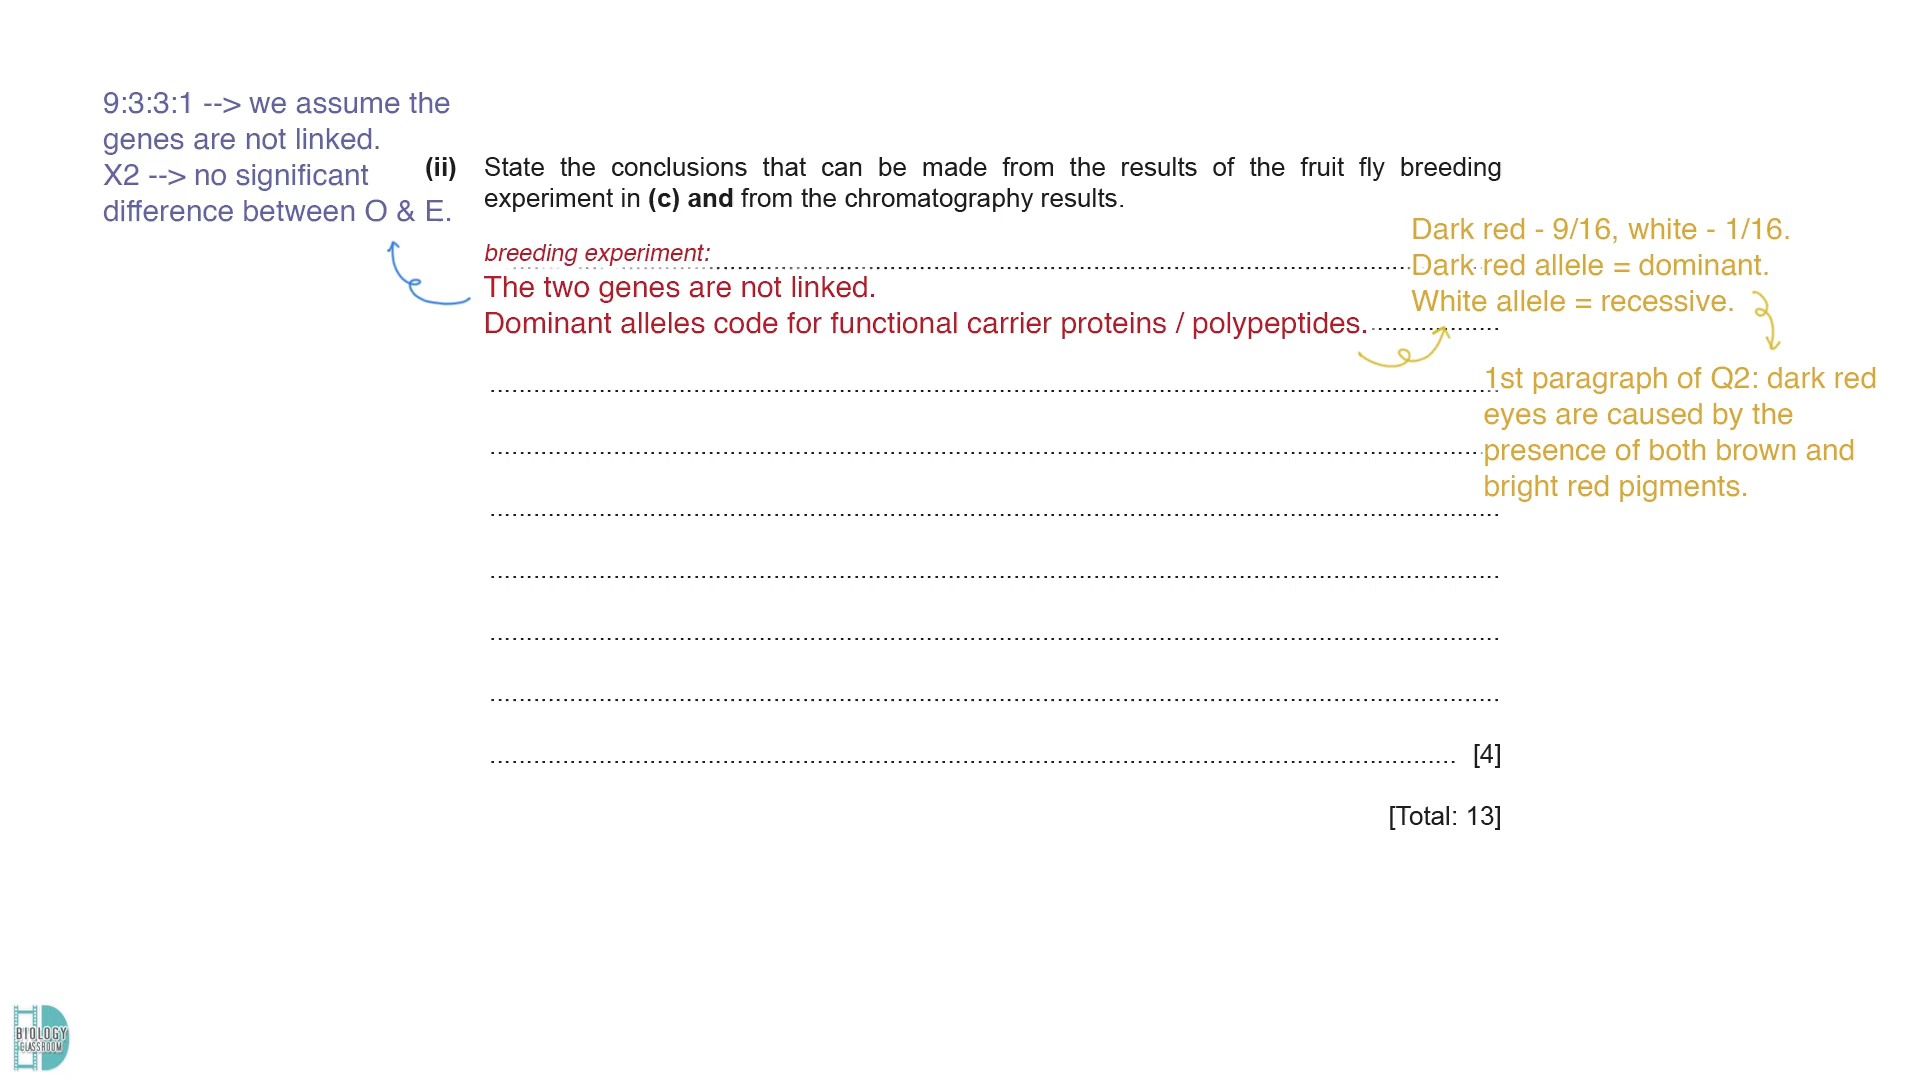 9:3:3:1 --> we assume the
genes are not linked.
X2 --> no significant
difference between O & E.
(ii) State the conclusions that can be made from the results of the fruit fly breeding
experiment in (c) and from the chromatography results.
breeding experiment:
The two genes are not linked.
Dominant alleles code for functional carrier proteins / polypeptides.
Dark red - 9/16, white - 1/16.
Dark red allele = dominant.
White allele = recessive.
1st paragraph of Q2: dark red
eyes are caused by the
presence of both brown and
bright red pigments.
[4]
[Total: 13]
BIOLOGY
CLASSROOM